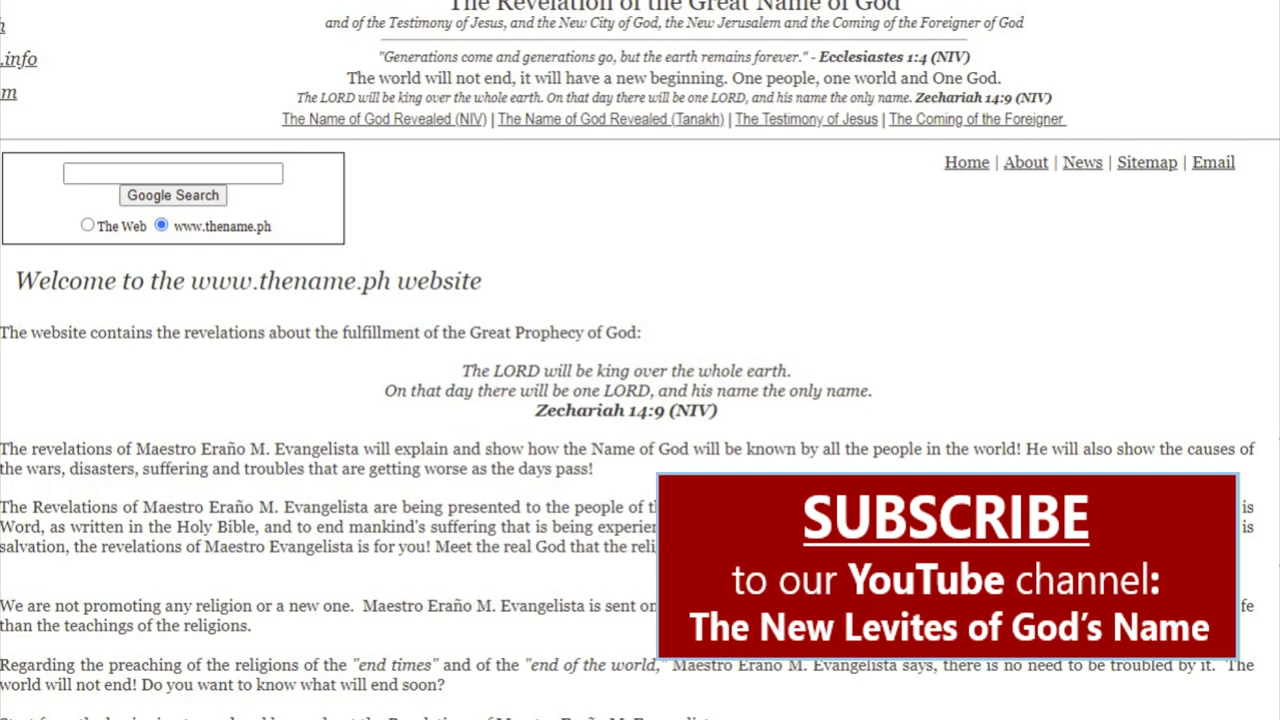 The Revelation of the Great Name of God
and of the Testimony of Jesus, and the New City of God, the New Jerusalem and the Coming of the Foreigner of God
.info
m
"Generations come and generations go, but the earth remains forever." - Ecclesiastes 1:4 (NIV)
The world will not end, it will have a new beginning. One people, one world and One God.
The LORD will be king over the whole earth. On that day there will be one LORD, and his name the only name. Zechariah 14:9 (NIV)
The Name of God Revealed (NIV) | The Name of God Revealed (Tanakh) | The Testimony of Jesus | The Coming of the Foreigner
Home | About | News | Sitemap | Email
Google Search
The Web www.thename.ph
Welcome to the www.thename.ph website
The website contains the revelations about the fulfillment of the Great Prophecy of God:
The LORD will be king over the whole earth.
On that day there will be one LORD, and his name the only name.
Zechariah 14:9 (NIV)
The revelations of Maestro Eraño M. Evangelista will explain and show how the Name of God will be known by all the people in the world! He will also show the causes of
the wars, disasters, suffering and troubles that are getting worse as the days pass!
The Revelations of Maestro Eraño M. Evangelista are being presented to the people of is
Word, as written in the Holy Bible, and to end mankind's suffering that is being is
salvation, the revelations of Maestro Evangelista is for you! Meet the real God that the
We are not promoting any religion or a new one. Maestro Eraño M. Evangelista is sent fe
than the teachings of the religions.
Regarding the preaching of the religions of the "end times" and of the "end of the world," Maestro Eraño M. Evangelista says, there is no need to be troubled by it. The
world will not end! Do you want to know what will end soon?
SUBSCRIBE
to our YouTube channel:
The New Levites of God's Name